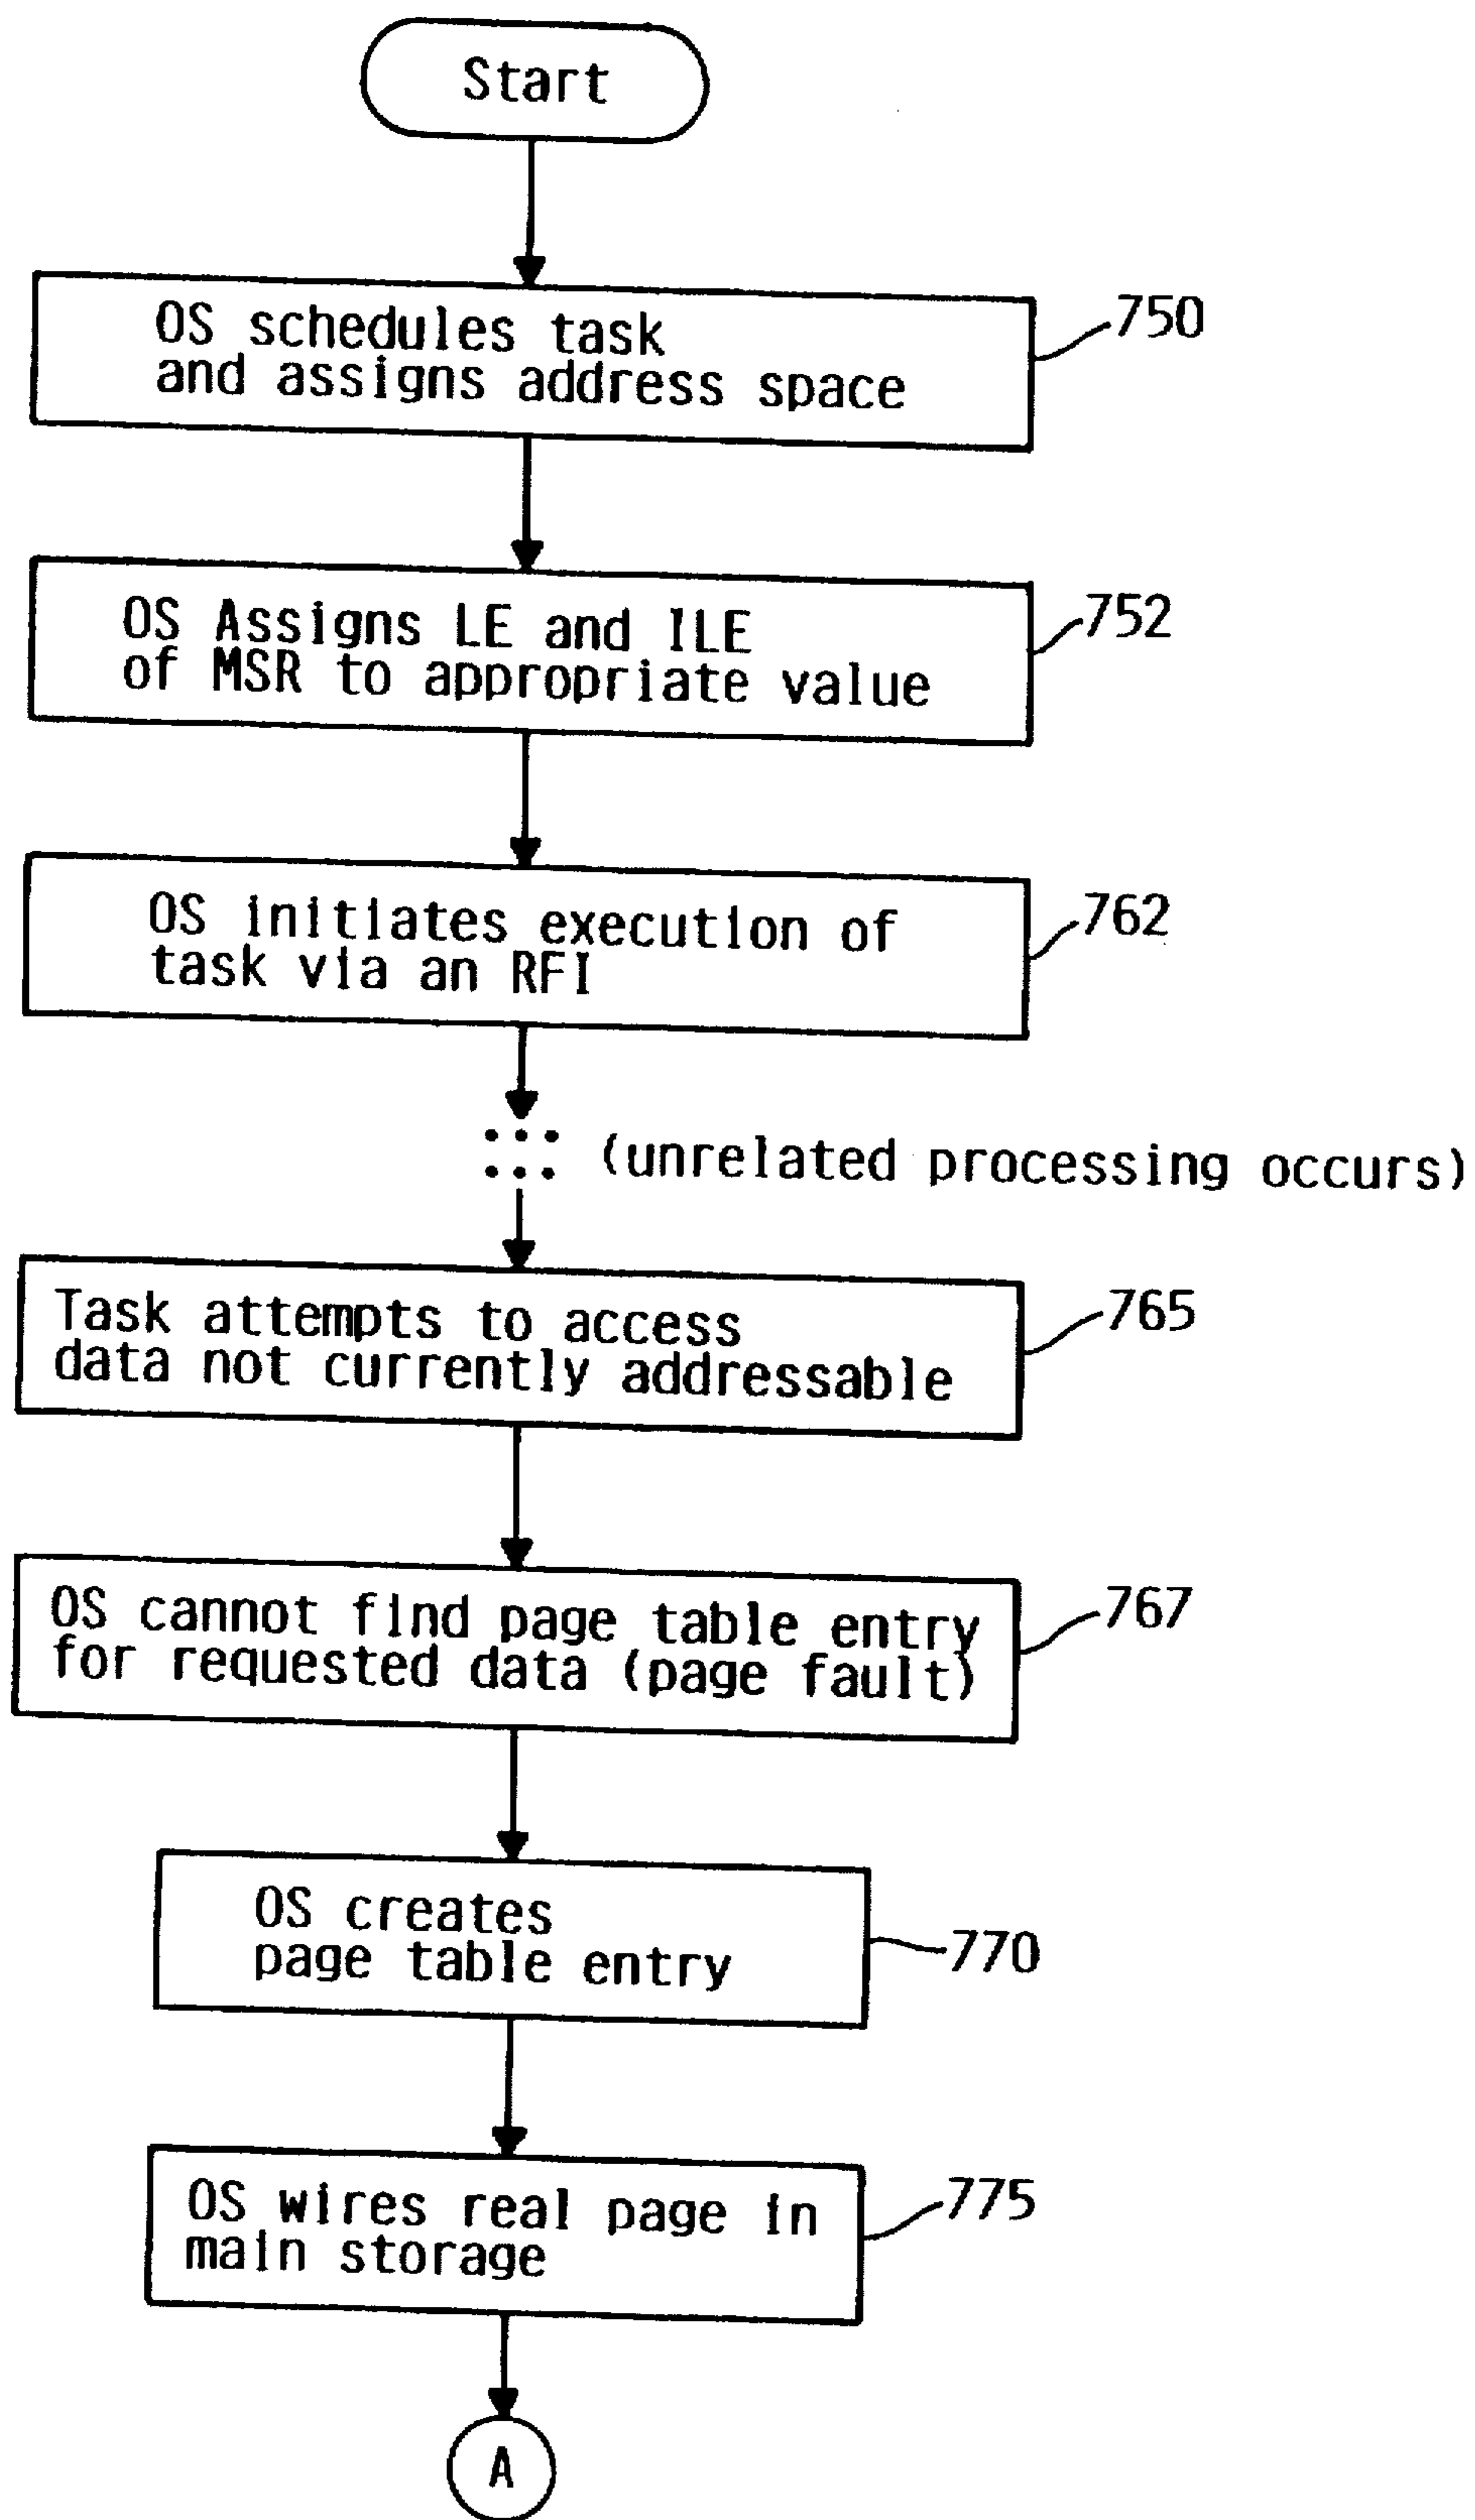 Start
OS schedules task
and assigns address space
750
OS Assigns LE and ILE
of MSR to appropriate value
752
OS initiates execution of
task via an RFI
762
(unrelated processing occurs)
Task attempts to access
data not currently addressable
765
OS cannot find page table entry
for requested data (page fault)
767
OS creates
page table entry
770
OS wires real page in
main storage
775
A